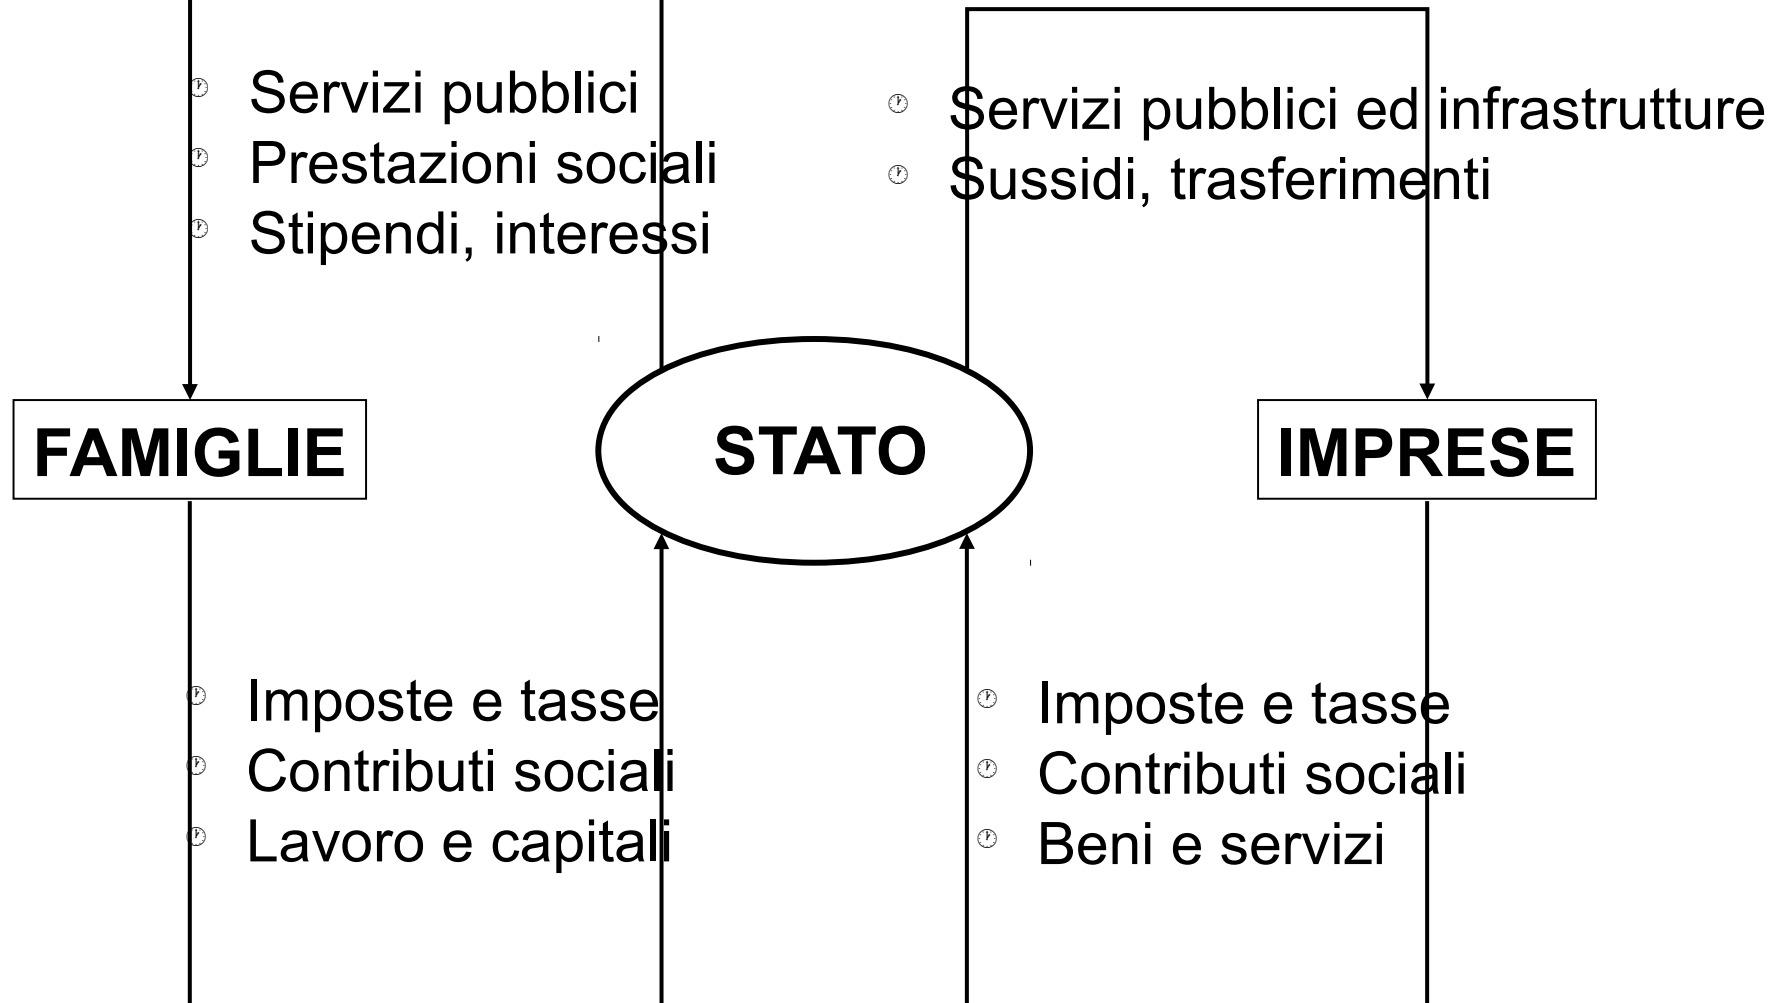 Servizi pubblici
Prestazioni sociali
Stipendi, interessi
Servizi pubblici ed infrastrutture
Sussidi, trasferimenti
FAMIGLIE
STATO
IMPRESE
Imposte e tasse
Contributi sociali
Lavoro e capitali
Imposte e tasse
Contributi sociali
Beni e servizi